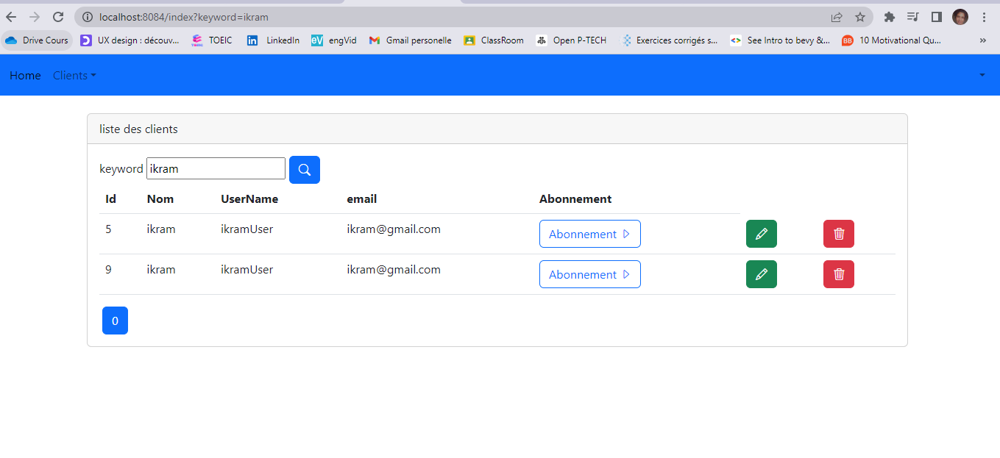 localhost:8084/index?keyword=ikram
Drive Cours UX design : découv... TOEIC LinkedIn eV engVid Gmail personelle ClassRoom Open P-TECH Exercices corrigés s... See Intro to bevy &... BB 10 Motivational Qu... »
Home Clients
liste des clients
keyword ikram
Id Nom UserName email Abonnement
5 ikram ikramUser ikram@gmail.com Abonnement
9 ikram ikramUser ikram@gmail.com Abonnement
0